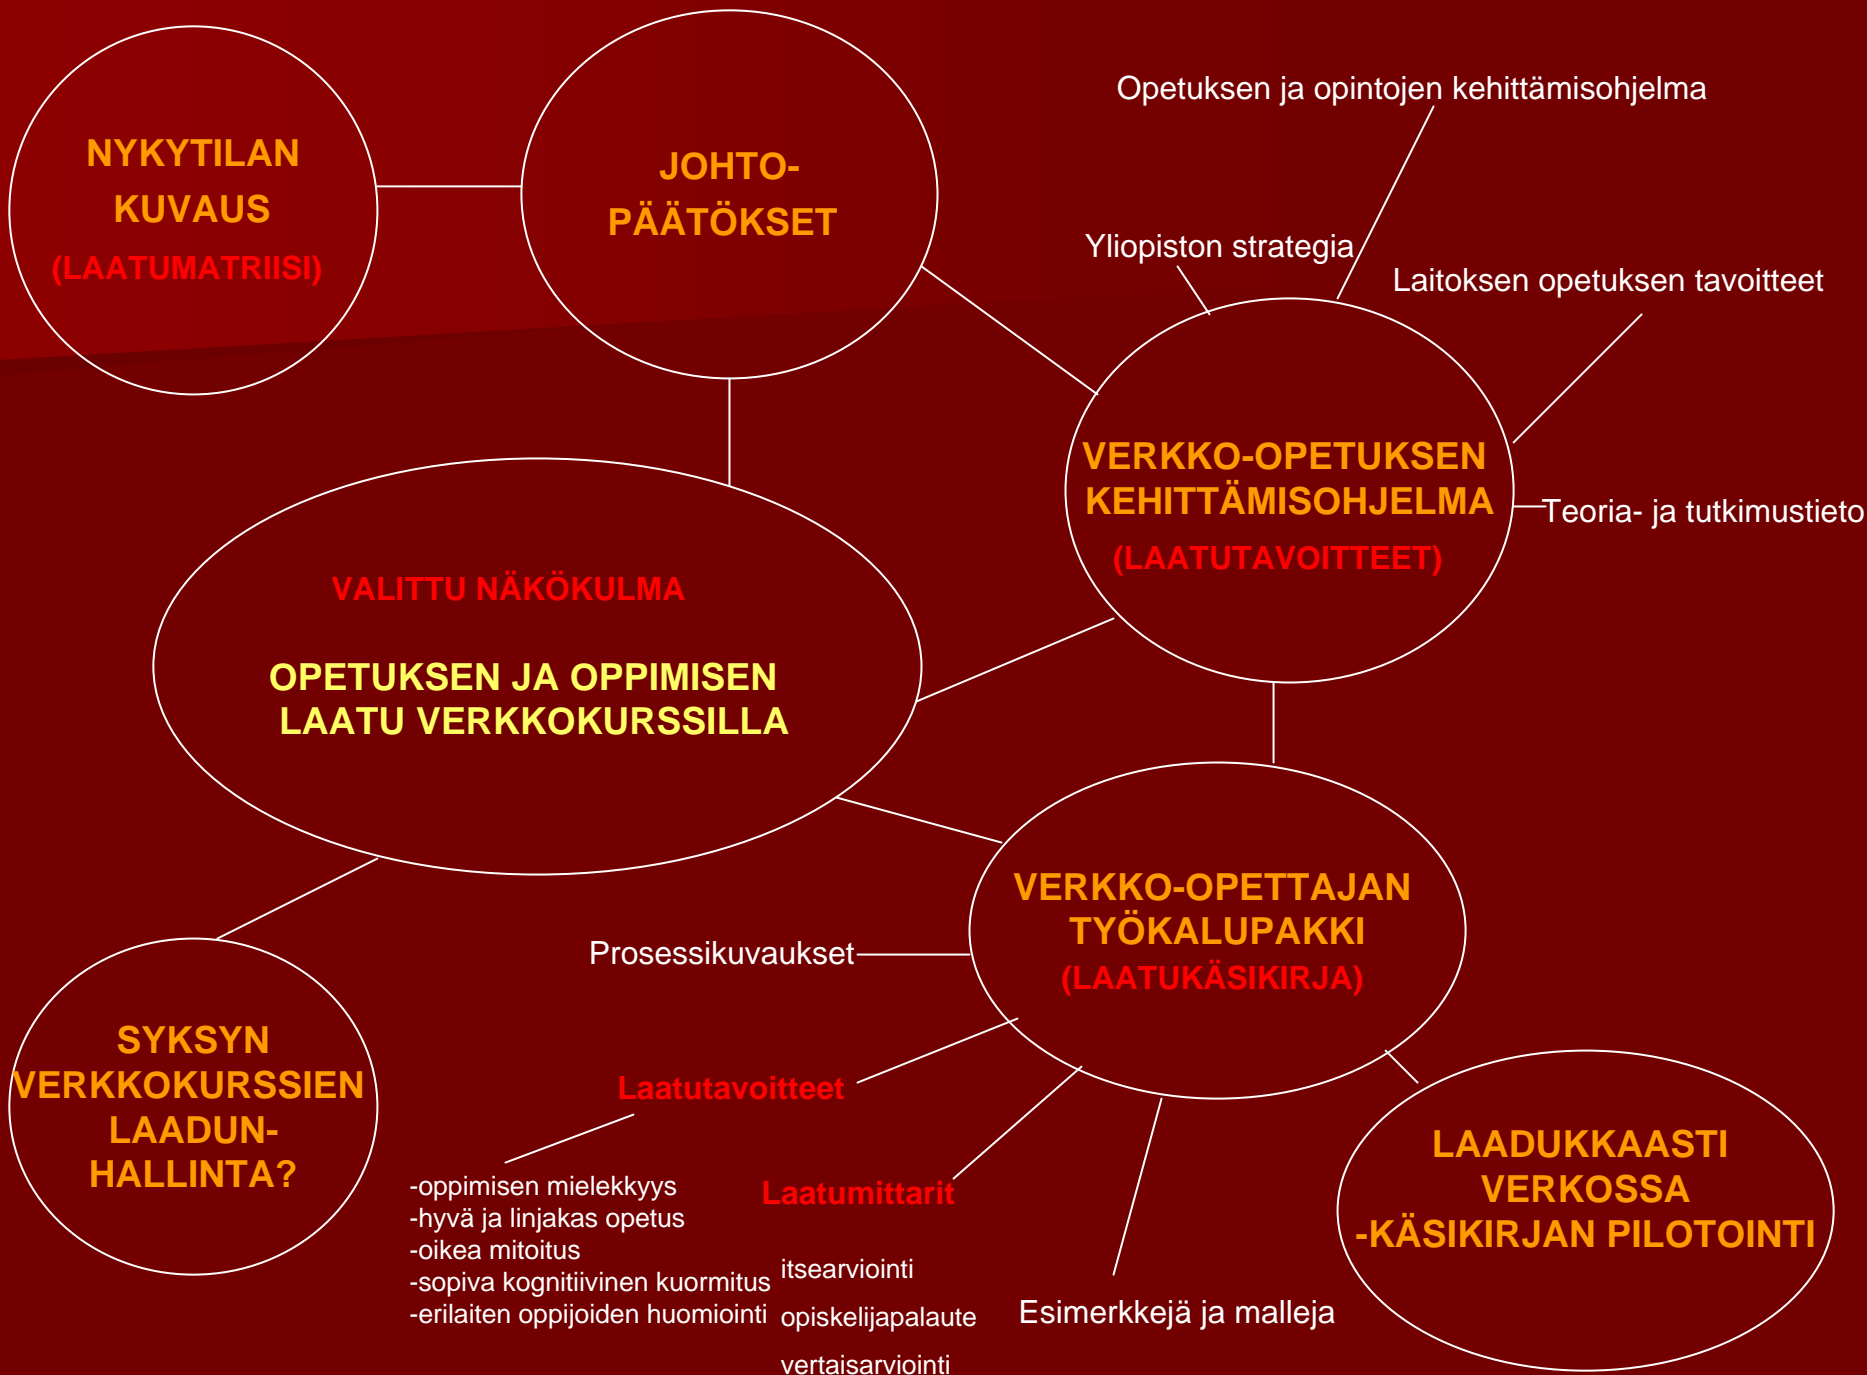 NYKYTILAN
KUVAUS
(LAATUMATRIISI)
JOHTO-
PÄÄTÖKSET
Opetuksen ja opintojen kehittämisohjelma
Yliopiston strategia
Laitoksen opetuksen tavoitteet
VERKKO-OPETUKSEN
KEHITTÄMISOHJELMA
(LAATUTAVOITTEET)
Teoria- ja tutkimustieto
VALITTU NÄKÖKULMA
OPETUKSEN JA OPPIMISEN
LAATU VERKKOKURSSILLA
VERKKO-OPETTAJAN
TYÖKALUPAKKI
(LAATUKÄSIKIRJA)
Prosessikuvaukset
SYKSYN
VERKKOKURSSIEN
LAADUN-
HALLINTA?
Laatutavoitteet
-oppimisen mielekkyys
-hyvä ja linjakas opetus
-oikea mitoitus
-sopiva kognitiivinen kuormitus
-erilaiten oppijoiden huomiointi
Laatumittarit
itsearviointi
opiskelijapalaute
vertaisarviointi
Esimerkkejä ja malleja
LAADUKKAASTI
VERKOSSA
-KÄSIKIRJAN PILOTOINTI